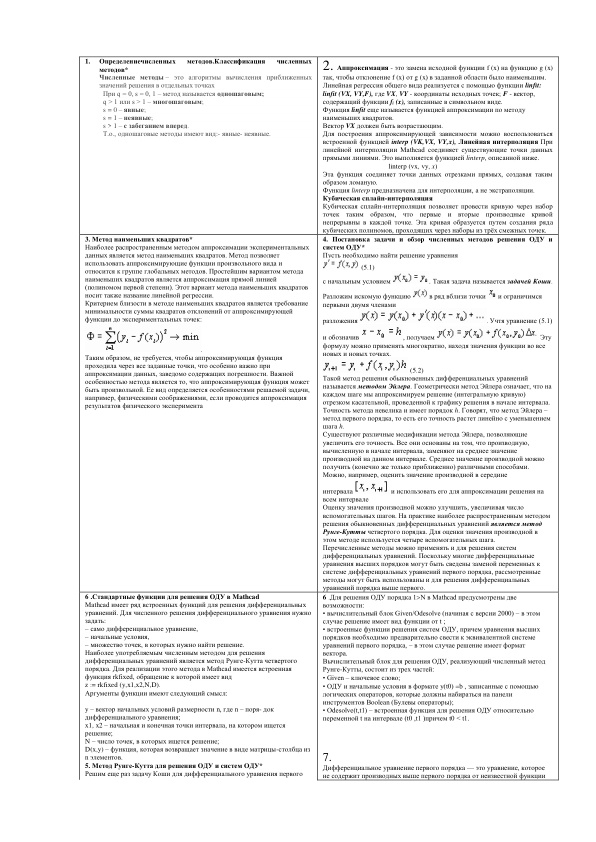 1. Определениечисленных методов.Классификация численных
методов*
Численные методы – это алгоритмы вычисления приближенных
значений решения в отдельных точках
При q = 0, s = 0, 1 – метод называется одношаговым;
q > 1 или s > 1 – многошаговым;
s = 0 – явные;
s = 1 – неявные;
s > 1 – с забеганием вперед.
Т.о., одношаговые методы имеют вид:- явные- неявные.
2. Аппроксимация - это замена исходной функции f (x) на функцию g (x)
так, чтобы отклонение f (x) от g (x) в заданной области было наименьшим.
Линейная регрессия общего вида реализуется с помощью функции linfit:
linfit (VX, VY,F), где VX, VY - координаты исходных точек; F - вектор,
содержащий функции fi (x), записанные в символьном виде.
Функция linfit еще называется функцией аппроксимации по методу
наименьших квадратов.
Вектор VX должен быть возрастающим.
Для построения аппроксимирующей зависимости можно воспользоваться
встроенной функцией interp (VK,VX, VY,x), Линейная интерполяция При
линейной интерполяции Mathcad соединяет существующие точки данных
прямыми линиями. Это выполняется функцией linterp, описанной ниже.
linterp (vx, vy, x)
Эта функция соединяет точки данных отрезками прямых, создавая таким
образом ломаную.
Функция linterp предназначена для интерполяции, а не экстраполяции.
Кубическая сплайн-интерполяция
Кубическая сплайн-интерполяция позволяет провести кривую через набор
точек таким образом, что первые и вторые производные кривой
непрерывны в каждой точке. Эта кривая образуется путем создания ряда
кубических полиномов, проходящих через наборы из трёх смежных точек.
3. Метод наименьших квадратов*
Наиболее распространенным методом аппроксимации экспериментальных
данных является метод наименьших квадратов. Метод позволяет
использовать аппроксимирующие функции произвольного вида и
относится к группе глобальных методов. Простейшим вариантом метода
наименьших квадратов является аппроксимация прямой линией
(полиномом первой степени). Этот вариант метода наименьших квадратов
носит также название линейной регрессии.
Критерием близости в методе наименьших квадратов является требование
минимальности суммы квадратов отклонений от аппроксимирующей
функции до экспериментальных точек:
Φ = ∑ᵢ₌₁ⁿ (yᵢ − f(xᵢ))² → min .
Таким образом, не требуется, чтобы аппроксимирующая функция
проходила через все заданные точки, что особенно важно при
аппроксимации данных, заведомо содержащих погрешности. Важной
особенностью метода является то, что аппроксимирующая функция может
быть произвольной. Ее вид определяется особенностями решаемой задачи,
например, физическими соображениями, если проводится аппроксимация
результатов физического эксперимента
4. Постановка задачи и обзор численных методов решения ОДУ и
систем ОДУ*
Пусть необходимо найти решение уравнения
y' = f(x, y) (5.1)
с начальным условием y(x₀) = y₀. Такая задача называется задачей Коши.
Разложим искомую функцию y(x) в ряд вблизи точки x₀ и ограничимся
первыми двумя членами
разложения y(x) = y(x₀) + y'(x)(x − x₀) + ... . Учтя уравнение (5.1)
и обозначив x − x₀ = h, получаем y(x) = y(x₀) + f(x₀, y₀)Δx. Эту
формулу можно применять многократно, находя значения функции во все
новых и новых точках.
yᵢ₊₁ = yᵢ + f(xᵢ, yᵢ)h (5.2)
Такой метод решения обыкновенных дифференциальных уравнений
называется методом Эйлера. Геометрически метод Эйлера означает, что на
каждом шаге мы аппроксимируем решение (интегральную кривую)
отрезком касательной, проведенной к графику решения в начале интервала.
Точность метода невелика и имеет порядок h. Говорят, что метод Эйлера –
метод первого порядка, то есть его точность растет линейно с уменьшением
шага h.
Существуют различные модификации метода Эйлера, позволяющие
увеличить его точность. Все они основаны на том, что производную,
вычисленную в начале интервала, заменяют на среднее значение
производной на данном интервале. Среднее значение производной можно
получить (конечно же только приближенно) различными способами.
Можно, например, оценить значение производной в середине
интервала [xᵢ, xᵢ₊₁] и использовать его для аппроксимации решения на
всем интервале
Оценку значения производной можно улучшить, увеличивая число
вспомогательных шагов. На практике наиболее распространенным методом
решения обыкновенных дифференциальных уравнений является метод
Рунге-Кутты четвертого порядка. Для оценки значения производной в
этом методе используется четыре вспомогательных шага.
Перечисленные методы можно применять и для решения систем
дифференциальных уравнений. Поскольку многие дифференциальные
уравнения высших порядков могут быть сведены заменой переменных к
системе дифференциальных уравнений первого порядка, рассмотренные
методы могут быть использованы и для решения дифференциальных
уравнений порядка выше первого.
6 .Стандартные функции для решения ОДУ в Mathcad
Mathcad имеет ряд встроенных функций для решения дифференциальных
уравнений. Для численного решения дифференциального уравнения нужно
задать:
– само дифференциальное уравнение,
– начальные условия,
– множество точек, в которых нужно найти решение.
Наиболее употребляемым численным методом для решения
дифференциальных уравнений является метод Рунге-Кутта четвертого
порядка. Для реализации этого метода в Mathcad имеется встроенная
функция rkfixed, обращение к которой имеет вид
z := rkfixed (y,x1.x2,N,D).
Аргументы функции имеют следующий смысл:
y – вектор начальных условий размерности n, где n – поря- док
дифференциального уравнения;
x1, x2 – начальная и конечная точки интервала, на котором ищется
решение;
N – число точек, в которых ищется решение;
D(x,y) – функция, которая возвращает значение в виде матрицы-столбца из
n элементов.
5. Метод Рунге-Кутта для решения ОДУ и систем ОДУ*
Решим еще раз задачу Коши для дифференциального уравнения первого
6 Для решения ОДУ порядка 1>N в Mathcad предусмотрены две
возможности:
• вычислительный блок Given/Odesolve (начиная с версии 2000) – в этом
случае решение имеет вид функции от t ;
• встроенные функции решения систем ОДУ, причем уравнения высших
порядков необходимо предварительно свести к эквивалентной системе
уравнений первого порядка, – в этом случае решение имеет формат
вектора.
Вычислительный блок для решения ОДУ, реализующий численный метод
Рунге-Кутты, состоит из трех частей:
• Given – ключевое слово;
• ОДУ и начальные условия в формате y(t0) =b , записанные с помощью
логических операторов, которые должны набираться на панели
инструментов Boolean (Булевы операторы);
• Odesolve(t,t1) – встроенная функция для решения ОДУ относительно
переменной t на интервале (t0 ,t1 )причем t0 < t1.
7.
Дифференциальное уравнение первого порядка — это уравнение, которое
не содержит производных выше первого порядка от неизвестной функции